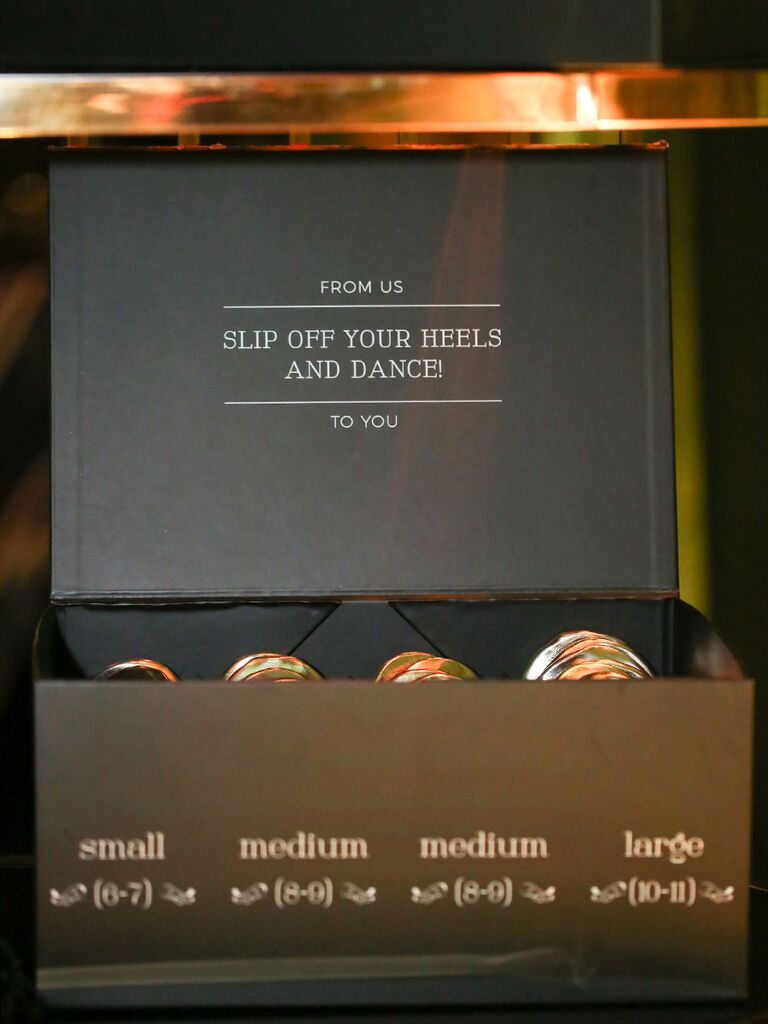 FROM US
SLIP OFF YOUR HEELS
AND DANCE!
TO YOU
small medium medium large
(6-7) (8-9) (8-9) (10-11)